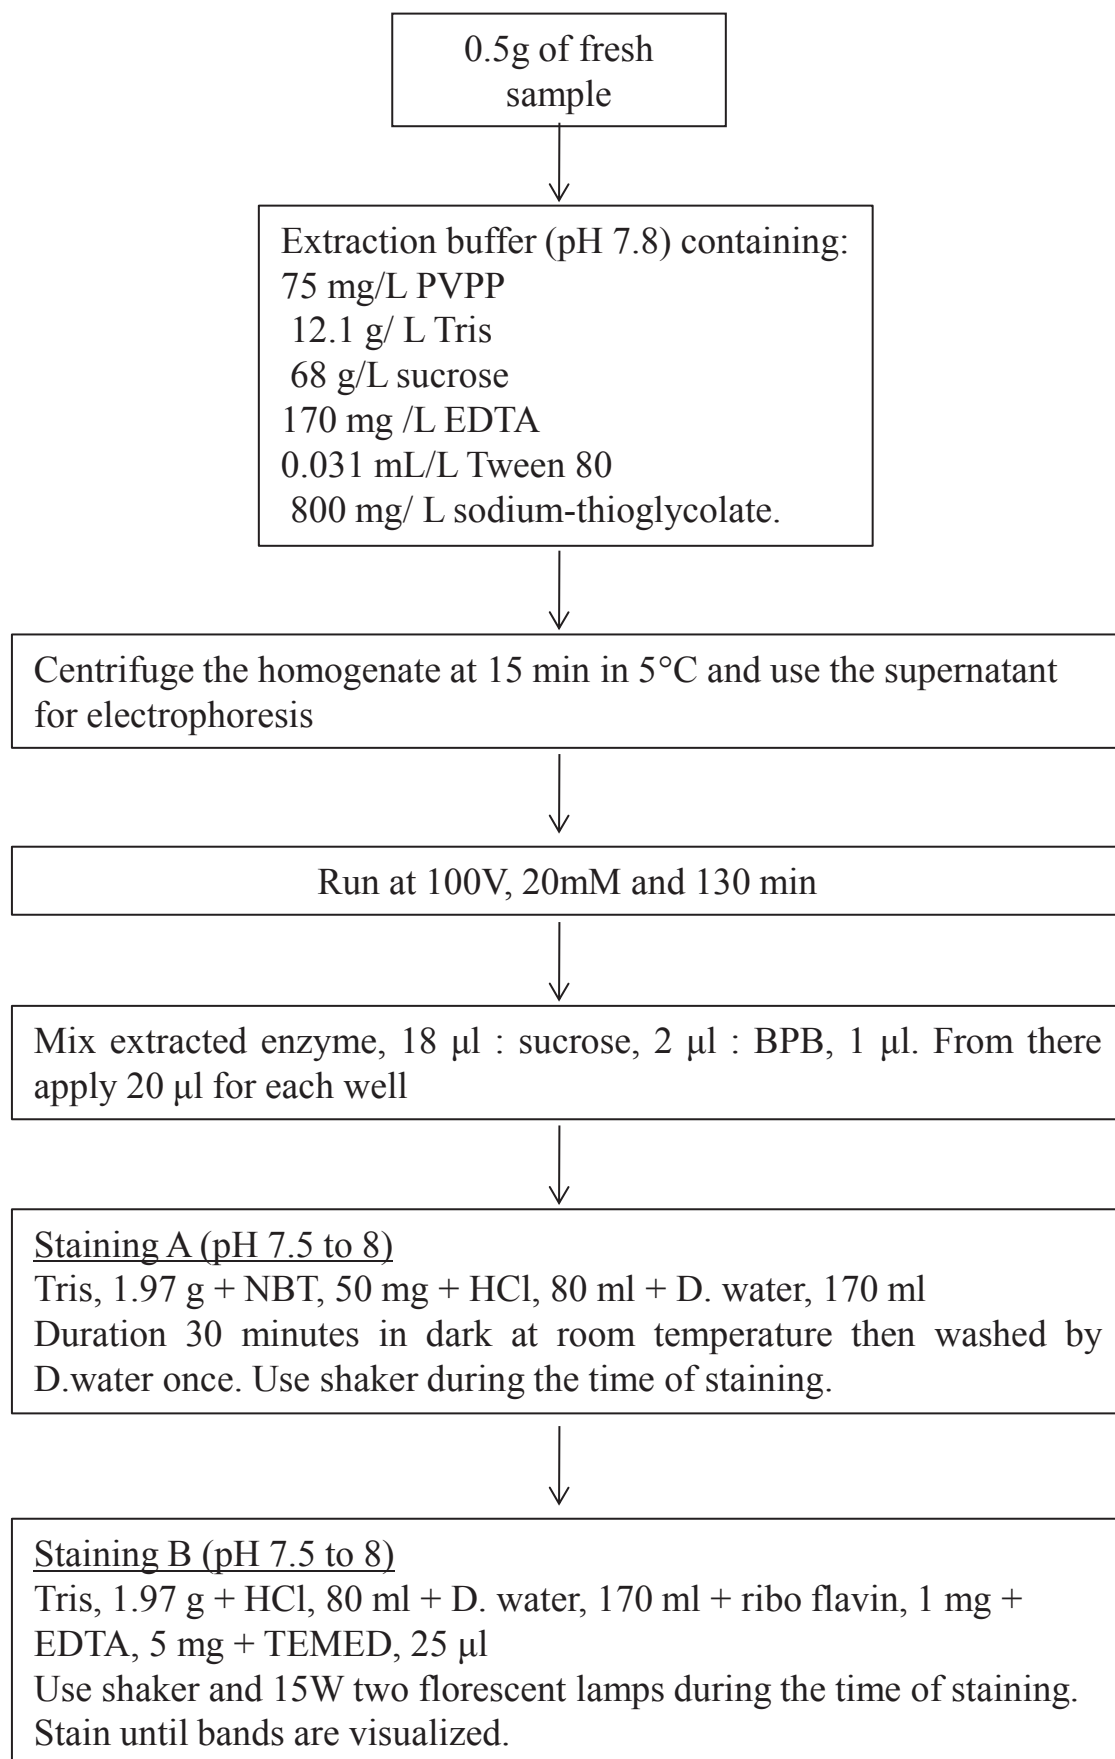 0.5g of fresh
sample
Extraction buffer (pH 7.8) containing:
75 mg/L PVPP
12.1 g/ L Tris
68 g/L sucrose
170 mg /L EDTA
0.031 mL/L Tween 80
800 mg/ L sodium-thioglycolate.
Centrifuge the homogenate at 15 min in 5°C and use the supernatant
for electrophoresis
Run at 100V, 20mM and 130 min
Mix extracted enzyme, 18 μl : sucrose, 2 μl : BPB, 1 μl. From there
apply 20 μl for each well
Staining A (pH 7.5 to 8)
Tris, 1.97 g + NBT, 50 mg + HCl, 80 ml + D. water, 170 ml
Duration 30 minutes in dark at room temperature then washed by
D.water once. Use shaker during the time of staining.
Staining B (pH 7.5 to 8)
Tris, 1.97 g + HCl, 80 ml + D. water, 170 ml + ribo flavin, 1 mg +
EDTA, 5 mg + TEMED, 25 μl
Use shaker and 15W two florescent lamps during the time of staining.
Stain until bands are visualized.